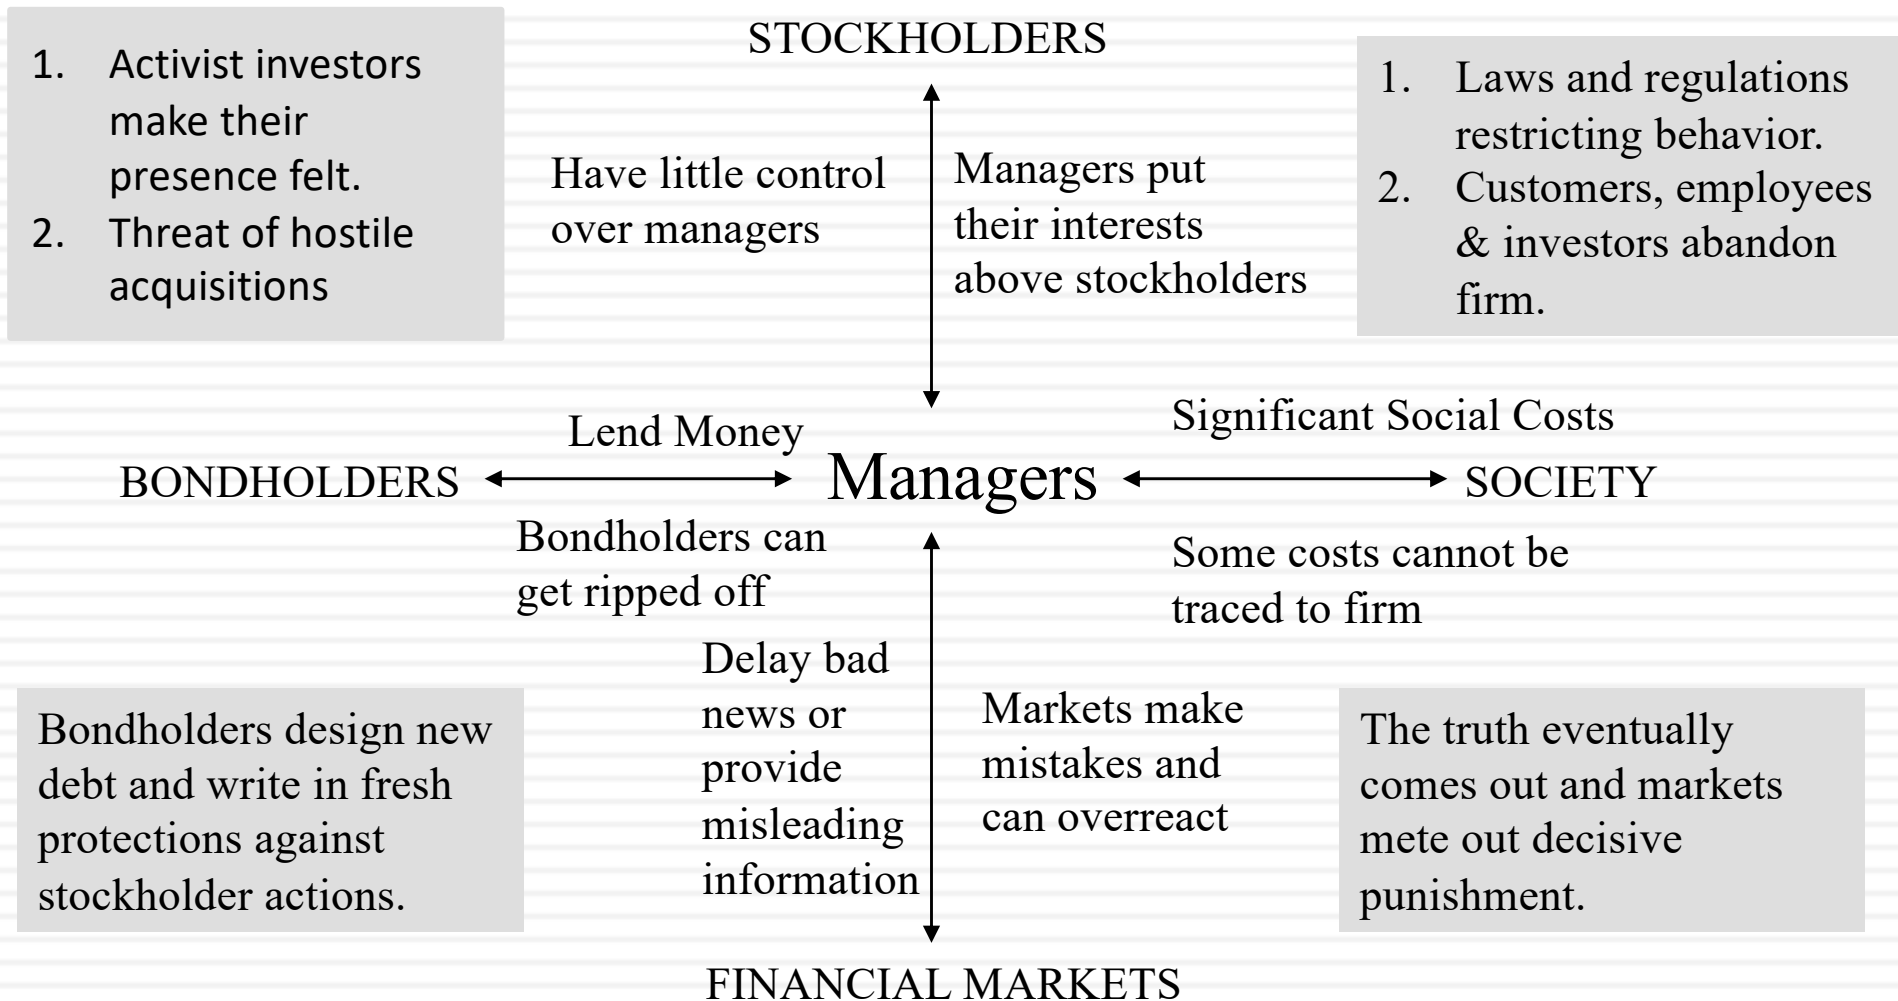 STOCKHOLDERS
1. Activist investors
make their
presence felt.
2. Threat of hostile
acquisitions
Have little control
over managers
Managers put
their interests
above stockholders
1. Laws and regulations
restricting behavior.
2. Customers, employees
& investors abandon
firm.
Lend Money
BONDHOLDERS
Bondholders can
get ripped off
Managers
Significant Social Costs
SOCIETY
Some costs cannot be
traced to firm
Bondholders design new
debt and write in fresh
protections against
stockholder actions.
Delay bad
news or
provide
misleading
information
Markets make
mistakes and
can overreact
The truth eventually
comes out and markets
mete out decisive
punishment.
FINANCIAL MARKETS